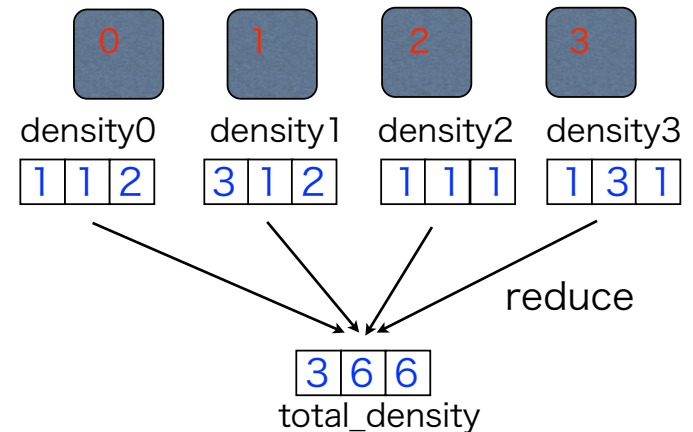 0 1 2 3
density0 density1 density2 density3
1 1 2 3 1 2 1 1 1 1 3 1
reduce
3 6 6
total_density